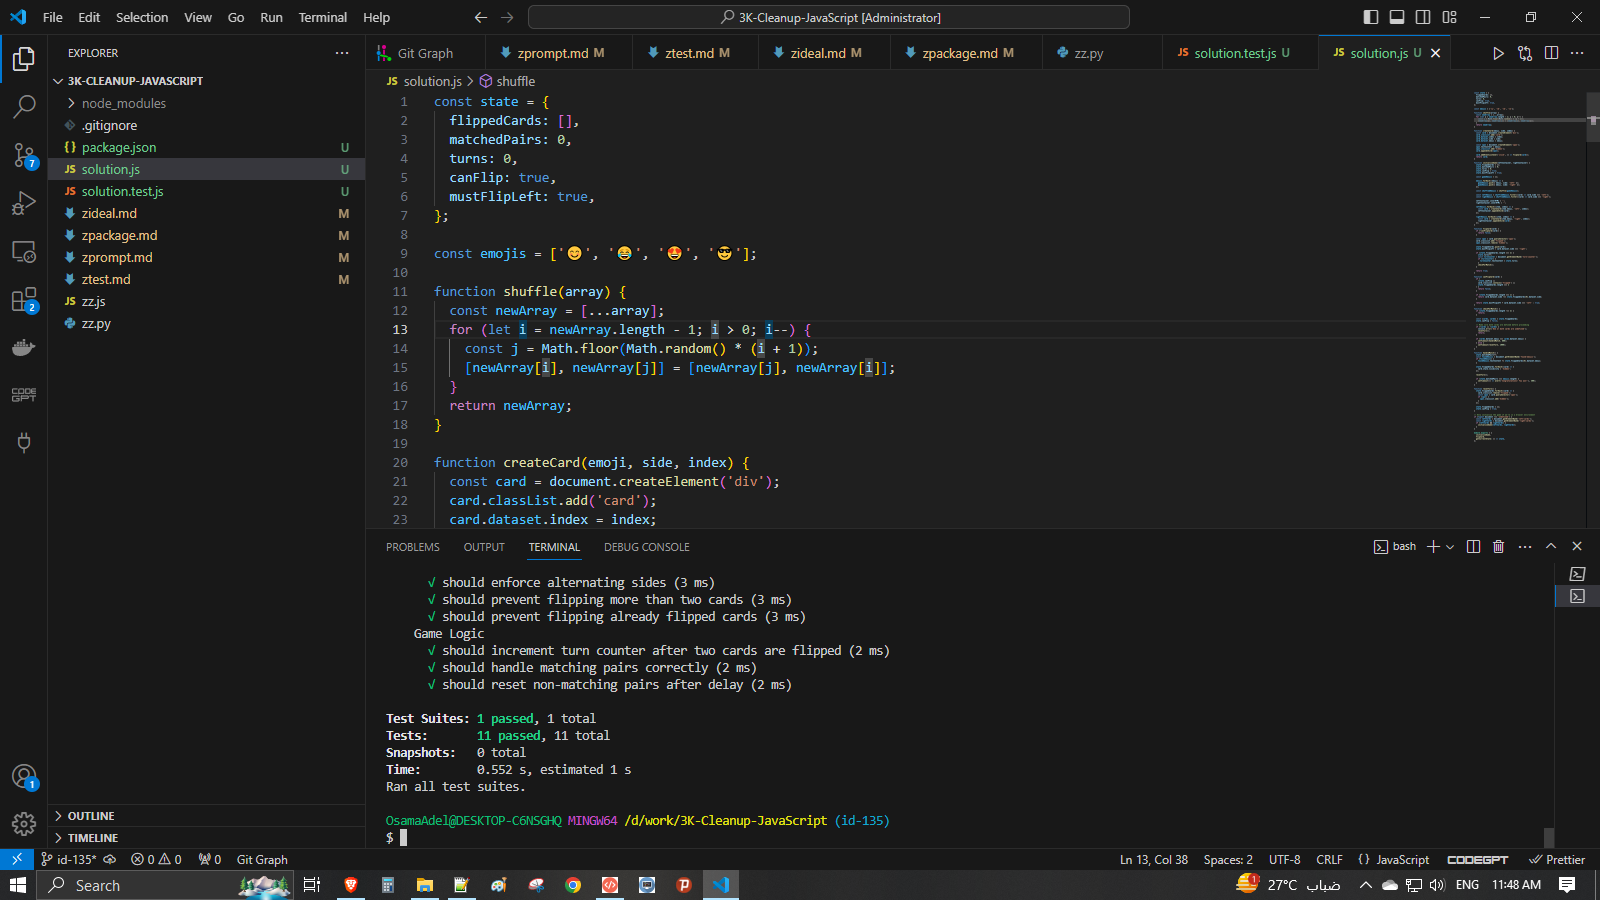 File Edit Selection View Go Run Terminal Help
3K-Cleanup-JavaScript [Administrator]
EXPLORER
3K-CLEANUP-JAVASCRIPT
node_modules
.gitignore
{} package.json U
JS solution.js U
JS solution.test.js U
zideal.md M
zpackage.md M
zprompt.md M
ztest.md M
JS zz.js
zz.py
OUTLINE
TIMELINE
7
2
CODE
GPT
1
Git Graph
zprompt.md M
ztest.md M
zideal.md M
zpackage.md M
zz.py
JS solution.test.js U
JS solution.js U
JS solution.js > shuffle
1 const state = {
2 flippedCards: [],
3 matchedPairs: 0,
4 turns: 0,
5 canFlip: true,
6 mustFlipLeft: true,
7 };
8
9 const emojis = ['😊', '😂', '🤩', '😎'];
10
11 function shuffle(array) {
12 const newArray = [...array];
13 for (let i = newArray.length - 1; i > 0; i--) {
14 const j = Math.floor(Math.random() * (i + 1));
15 [newArray[i], newArray[j]] = [newArray[j], newArray[i]];
16 }
17 return newArray;
18 }
19
20 function createCard(emoji, side, index) {
21 const card = document.createElement('div');
22 card.classList.add('card');
23 card.dataset.index = index;
PROBLEMS OUTPUT TERMINAL DEBUG CONSOLE
bash
√ should enforce alternating sides (3 ms)
√ should prevent flipping more than two cards (3 ms)
√ should prevent flipping already flipped cards (3 ms)
Game Logic
√ should increment turn counter after two cards are flipped (2 ms)
√ should handle matching pairs correctly (2 ms)
√ should reset non-matching pairs after delay (2 ms)
Test Suites: 1 passed, 1 total
Tests: 11 passed, 11 total
Snapshots: 0 total
Time: 0.552 s, estimated 1 s
Ran all test suites.
OsamaAdel@DESKTOP-C6NSGHQ MINGW64 /d/work/3K-Cleanup-JavaScript (id-135)
$
id-135* 0 0 0 Git Graph
Ln 13, Col 38 Spaces: 2 UTF-8 CRLF {} JavaScript CODEGPT Prettier
Search
1 27°C ضباب ENG 11:48 AM